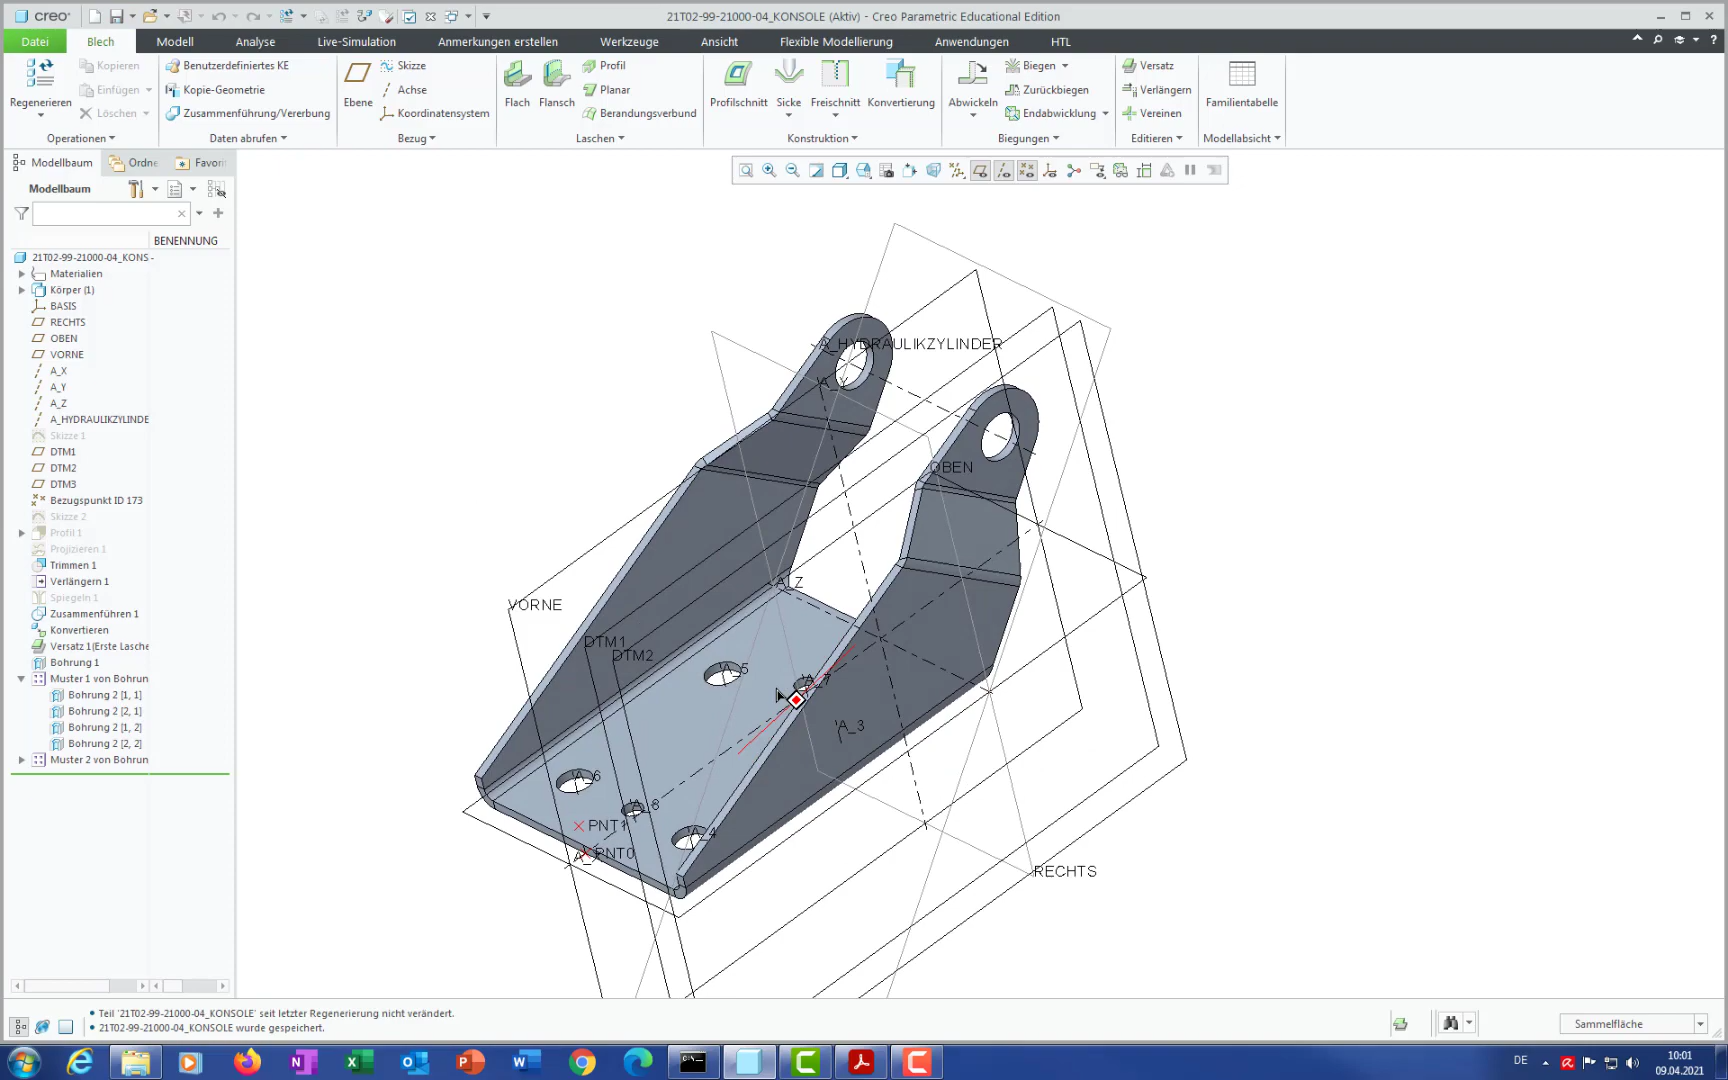 creo
21T02-99-21000-04_KONSOLE (Aktiv) - Creo Parametric Educational Edition
Datei Blech Modell Analyse Live-Simulation Anmerkungen erstellen Werkzeuge Ansicht Flexible Modellierung Anwendungen HTL
Kopieren Benutzerdefiniertes KE Skizze Profil Biegen Versatz
Einfügen Kopie-Geometrie Achse Planar Zurückbiegen Verlängern
Regenerieren Ebene Flach Flansch Profilschnitt Sicke Freischnitt Konvertierung Abwickeln Familientabelle
Löschen Zusammenführung/Vererbung Koordinatensystem Berandungsverbund Endabwicklung Vereinen
Operationen Daten abrufen Bezug Laschen Konstruktion Biegungen Editieren Modellabsicht
Modellbaum Ordne Favori
Modellbaum
BENENNUNG
21T02-99-21000-04_KONS
Materialien
Körper (1)
BASIS
RECHTS
OBEN
VORNE
A_X
A_Y
A_Z
A_HYDRAULIKZYLINDE
Skizze 1
DTM1
DTM2
DTM3
Bezugspunkt ID 173
Skizze 2
Profil 1
Projizieren 1
Trimmen 1
Verlängern 1
Spiegeln 1
Zusammenführen 1
Konvertieren
Versatz 1(Erste Lasche
Bohrung 1
Muster 1 von Bohrun
Bohrung 2 [1, 1]
Bohrung 2 [2, 1]
Bohrung 2 [1, 2]
Bohrung 2 [2, 2]
Muster 2 von Bohrun
A_HYDRAULIKZYLINDER
A_Y
OBEN
A_Z
VORNE
DTM1
DTM2
A_5
A_7
A_3
A_6
A_8
PNT1
A_4
PNT0
RECHTS
Teil '21T02-99-21000-04_KONSOLE' seit letzter Regenerierung nicht verändert.
21T02-99-21000-04_KONSOLE wurde gespeichert.
Sammelfläche
DE
10:01
09.04.2021